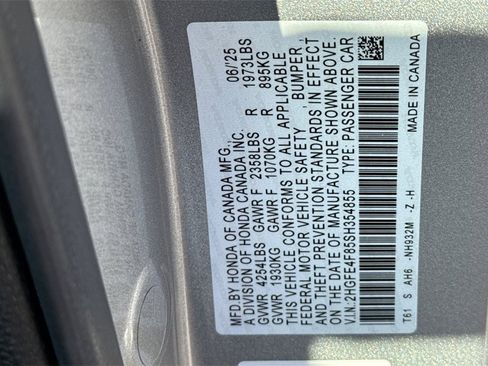 MFD. BY HONDA OF CANADA MFG., 06/'25
A DIVISION OF HONDA CANADA INC.
GVWR 4254LBS GAWR F 2358LBS R 1973LBS
GVWR 1930KG GAWR F 1070KG R 895KG
THIS VEHICLE CONFORMS TO ALL APPLICABLE
FEDERAL MOTOR VEHICLE SAFETY , BUMPER ,
AND THEFT PREVENTION STANDARDS IN EFFECT
ON THE DATE OF MANUFACTURE SHOWN ABOVE.
V.I.N.:2HGFE4F85SH354855 TYPE: PASSENGER CAR
T61 S AH6 -NH932M -Z -H MADE IN CANADA